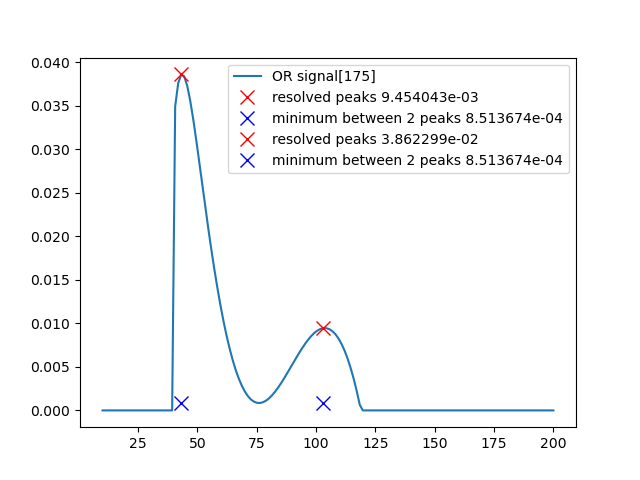 0.040
0.035
0.030
0.025
0.020
0.015
0.010
0.005
0.000
OR signal[175]
resolved peaks 9.454043e-03
minimum between 2 peaks 8.513674e-04
resolved peaks 3.862299e-02
minimum between 2 peaks 8.513674e-04
25 50 75 100 125 150 175 200